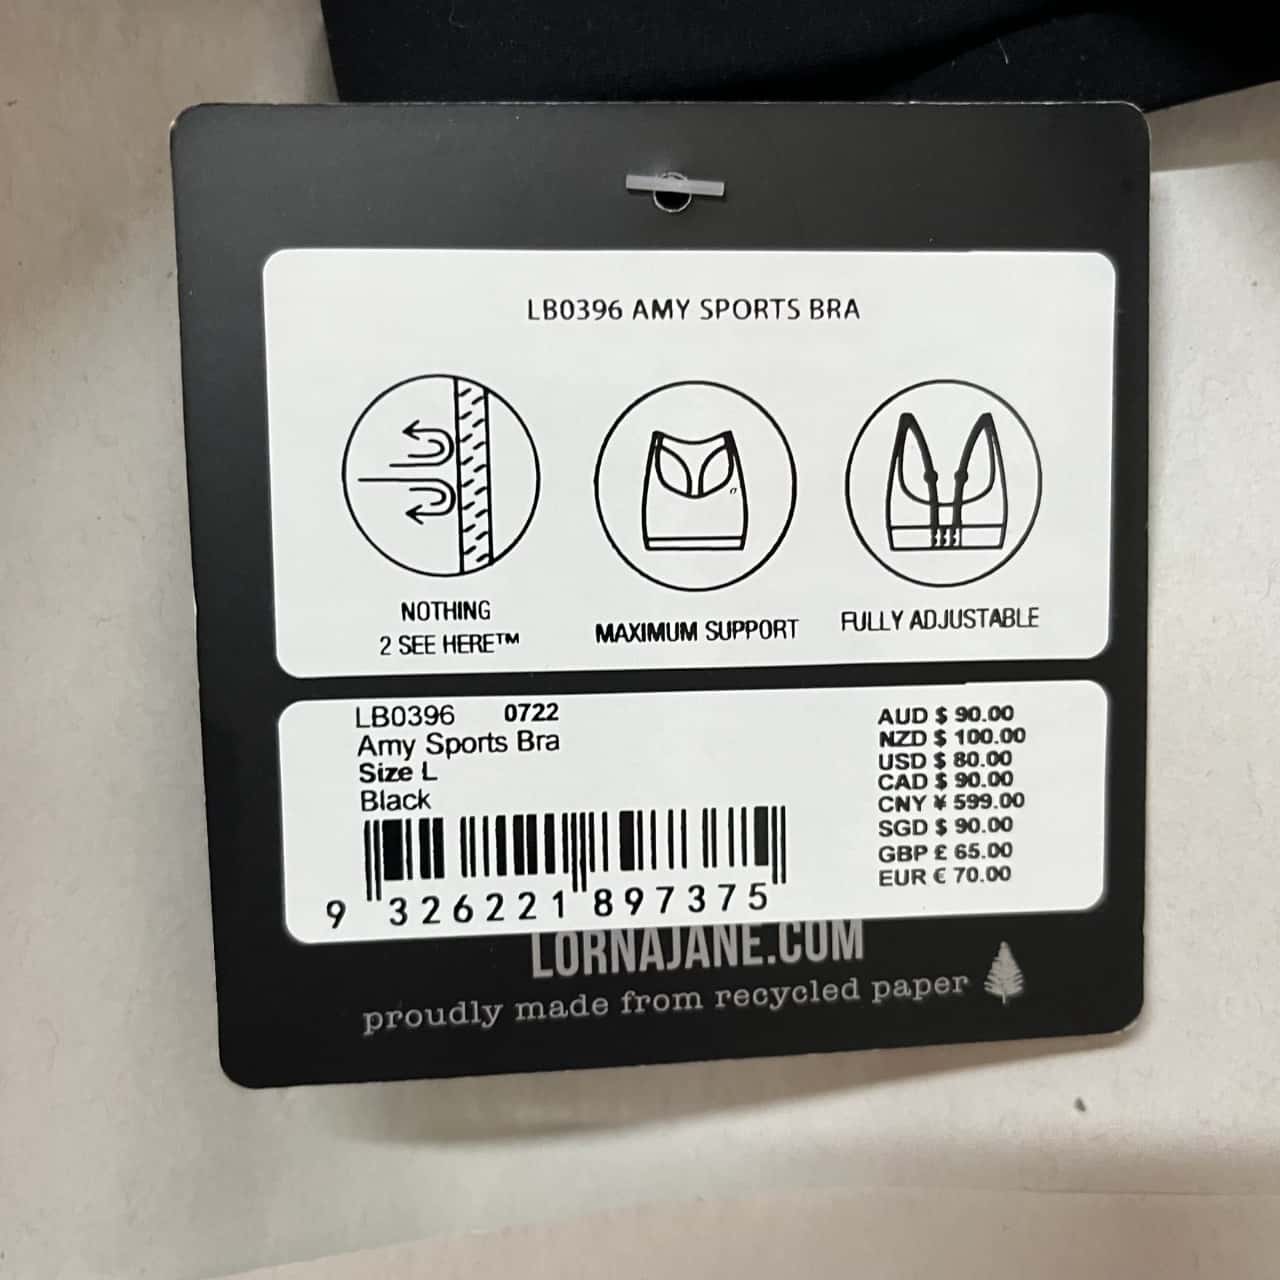 LB0396 AMY SPORTS BRA
NOTHING
2 SEE HERE™
MAXIMUM SUPPORT
FULLY ADJUSTABLE
LB0396 0722
Amy Sports Bra
Size L
Black
9 326221 897375
AUD $ 90.00
NZD $ 100.00
USD $ 80.00
CAD $ 90.00
CNY ¥ 599.00
SGD $ 90.00
GBP £ 65.00
EUR € 70.00
LORNAJANE.COM
proudly made from recycled paper